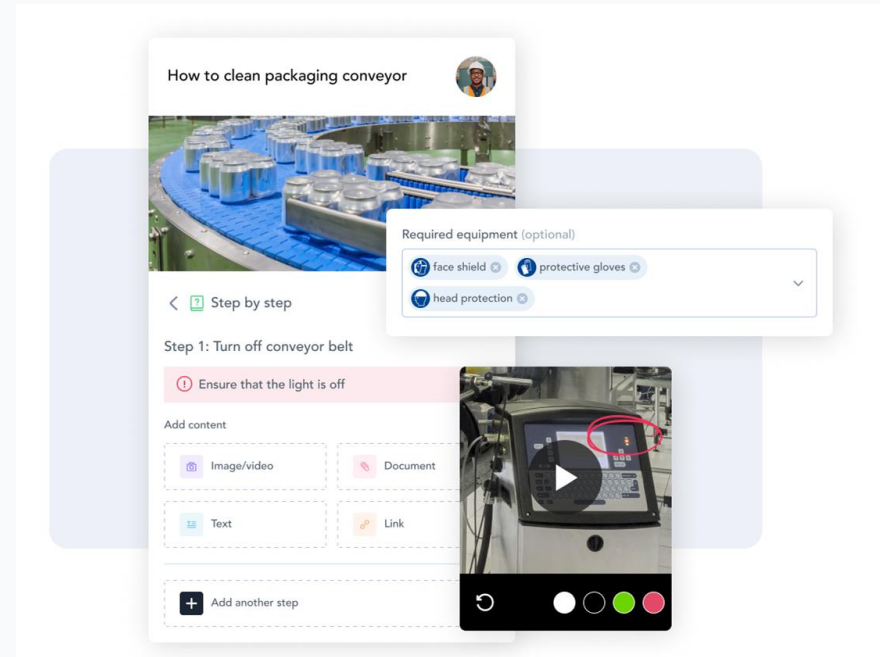 How to clean packaging conveyor
Required equipment (optional)
face shield
protective gloves
head protection
Step by step
Step 1: Turn off conveyor belt
Ensure that the light is off
Add content
Image/video
Document
Text
Link
Add another step